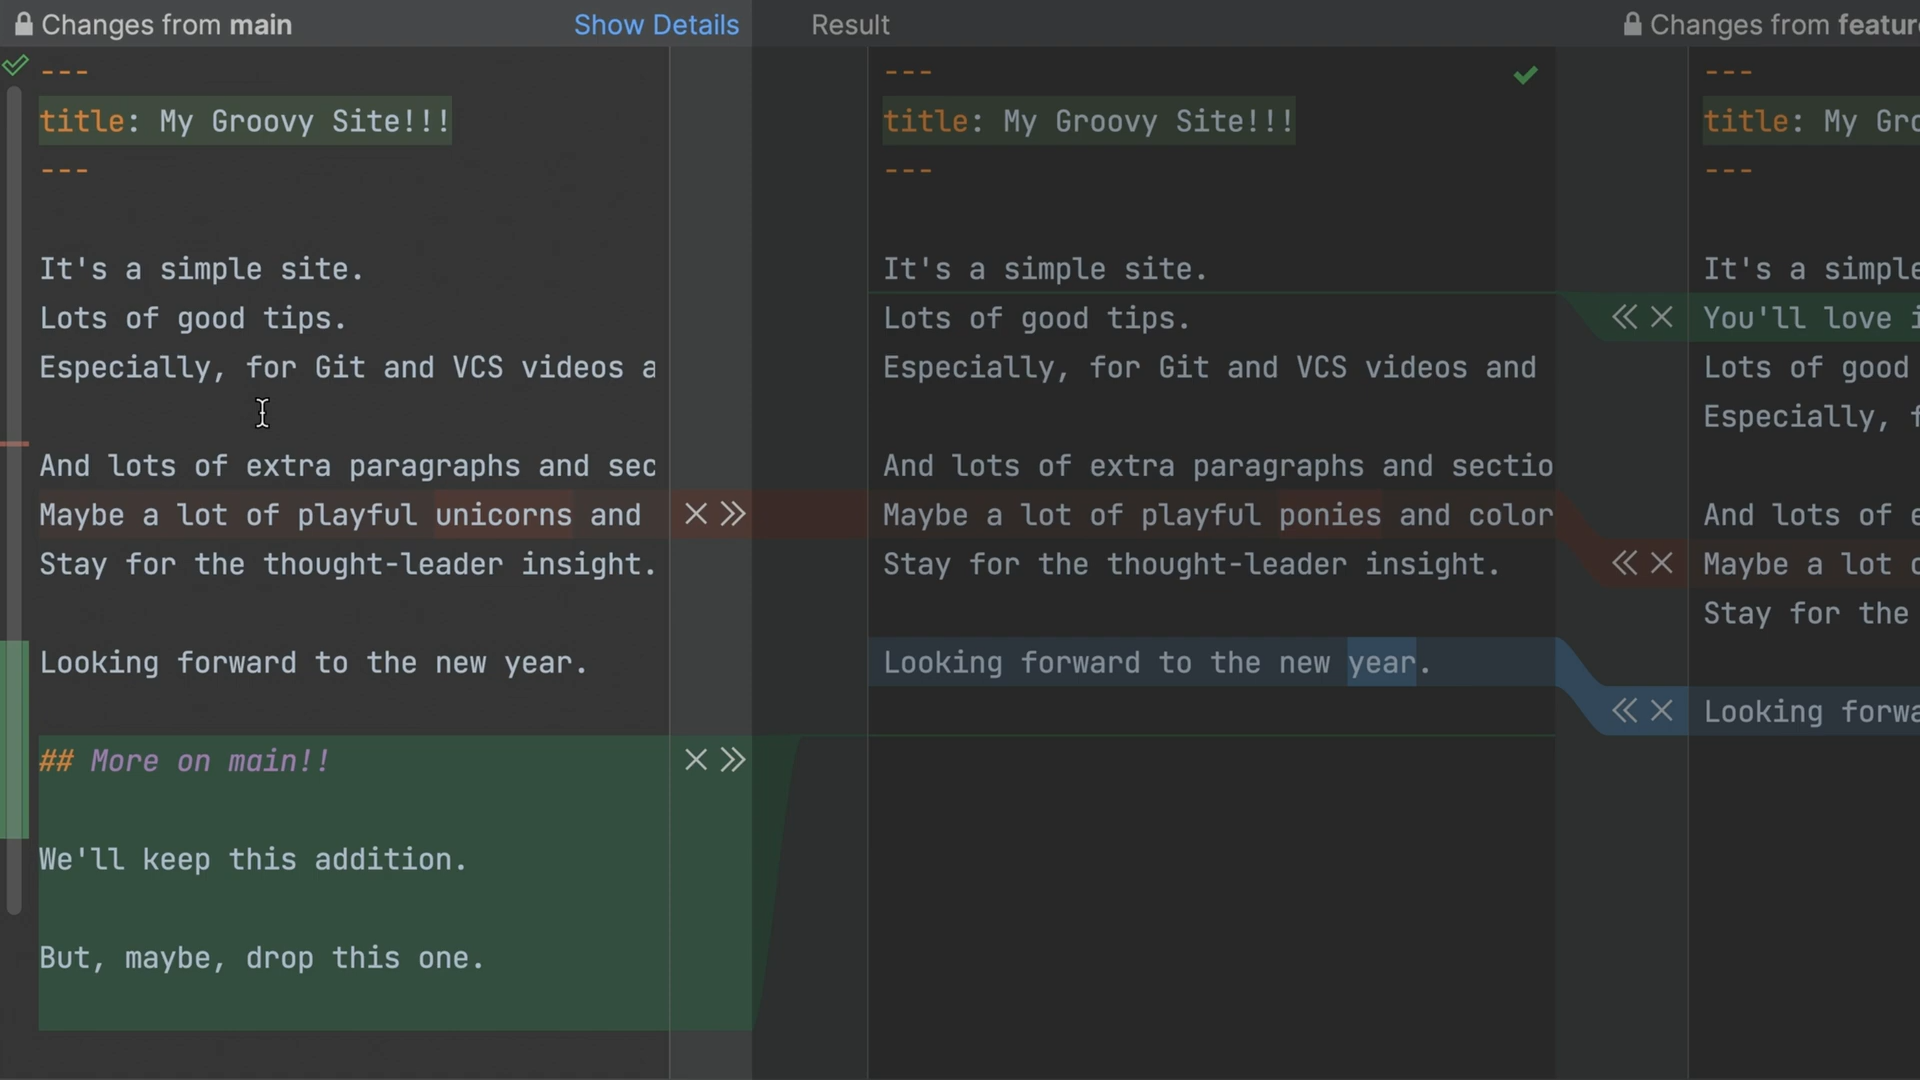 Changes from main Show Details
---
title: My Groovy Site!!!
---
It's a simple site.
Lots of good tips.
Especially, for Git and VCS videos a
And lots of extra paragraphs and sec
Maybe a lot of playful unicorns and
Stay for the thought-leader insight.
Looking forward to the new year.
## More on main!!
We'll keep this addition.
But, maybe, drop this one.
Result
---
title: My Groovy Site!!!
---
It's a simple site.
Lots of good tips.
Especially, for Git and VCS videos and
And lots of extra paragraphs and sectio
Maybe a lot of playful ponies and color
Stay for the thought-leader insight.
Looking forward to the new year.
Changes from featur
---
title: My Gro
---
It's a simple
You'll love i
Lots of good
Especially, f
And lots of e
Maybe a lot o
Stay for the
Looking forwa